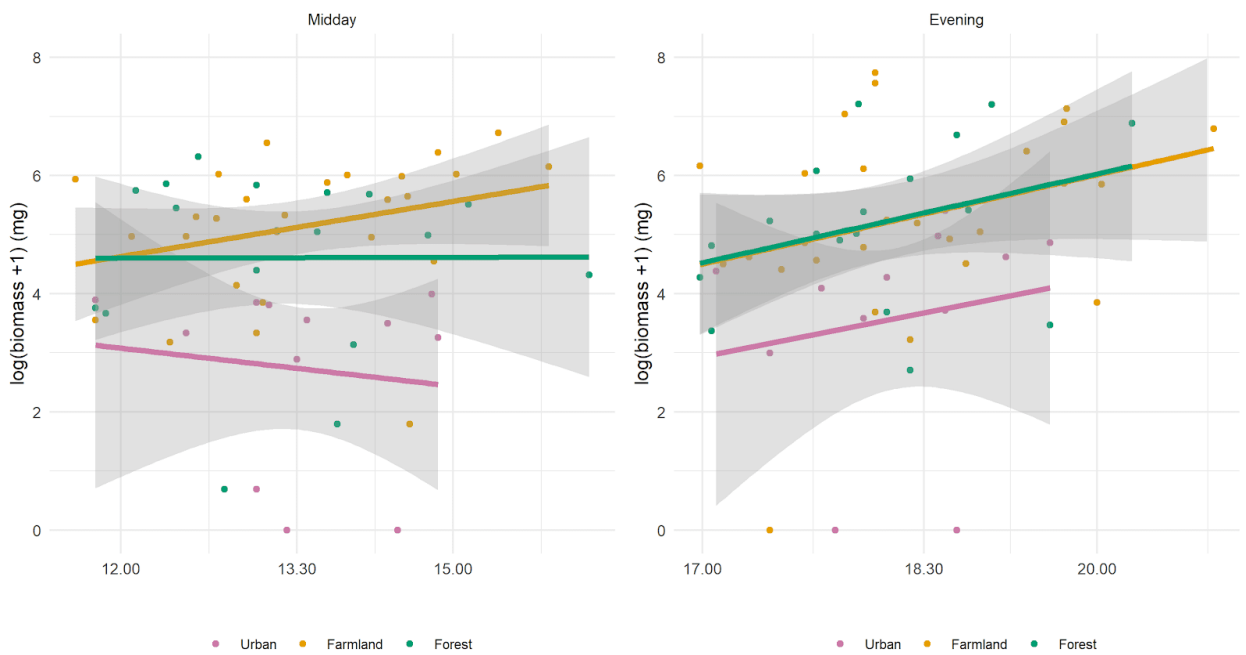 Midday
log(biomass +1) (mg)
8
6
4
2
0
12.00 13.30 15.00
Urban Farmland Forest
Evening
log(biomass +1) (mg)
8
6
4
2
0
17.00 18.30 20.00
Urban Farmland Forest